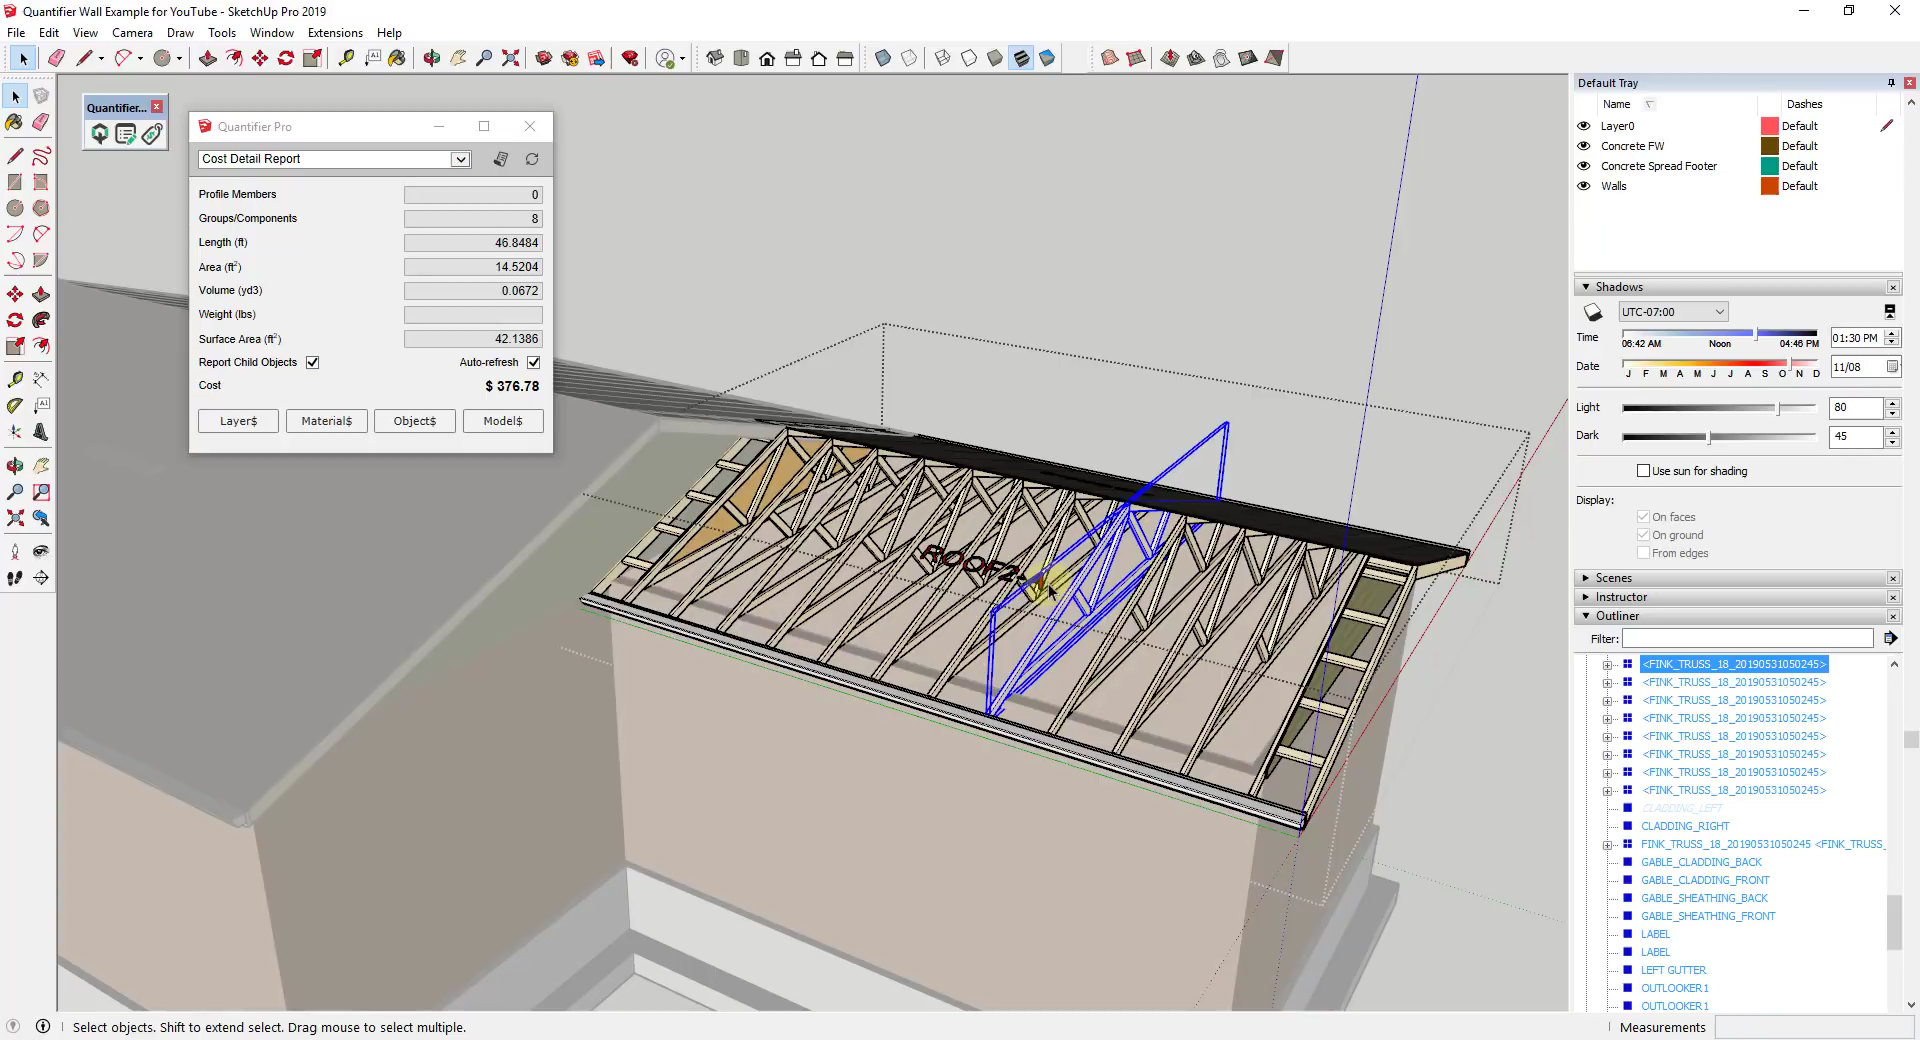 Quantifier Wall Example for YouTube - SketchUp Pro 2019
File Edit View Camera Draw Tools Window Extensions Help
Quantifier...
Quantifier Pro
Cost Detail Report
Profile Members 0
Groups/Components 8
Length (ft) 46.8484
Area (ft²) 14.5204
Volume (yd3) 0.0672
Weight (lbs)
Surface Area (ft²) 42.1386
Report Child Objects Auto-refresh
Cost $ 376.78
Layer$ Material$ Object$ Model$
ROOF2-1
Default Tray
Name Dashes
Layer0 Default
Concrete FW Default
Concrete Spread Footer Default
Walls Default
Shadows
UTC-07:00
Time 06:42 AM Noon 04:46 PM 01:30 PM
Date J F M A M J J A S O N D 11/08
Light 80
Dark 45
Use sun for shading
Display:
On faces
On ground
From edges
Scenes
Instructor
Outliner
Filter:
<FINK_TRUSS_18_20190531050245>
<FINK_TRUSS_18_20190531050245>
<FINK_TRUSS_18_20190531050245>
<FINK_TRUSS_18_20190531050245>
<FINK_TRUSS_18_20190531050245>
<FINK_TRUSS_18_20190531050245>
<FINK_TRUSS_18_20190531050245>
<FINK_TRUSS_18_20190531050245>
CLADDING_LEFT
CLADDING_RIGHT
FINK_TRUSS_18_20190531050245 <FINK_TRUSS_
GABLE_CLADDING_BACK
GABLE_CLADDING_FRONT
GABLE_SHEATHING_BACK
GABLE_SHEATHING_FRONT
LABEL
LABEL
LEFT GUTTER
OUTLOOKER1
OUTLOOKER1
Select objects. Shift to extend select. Drag mouse to select multiple.
Measurements